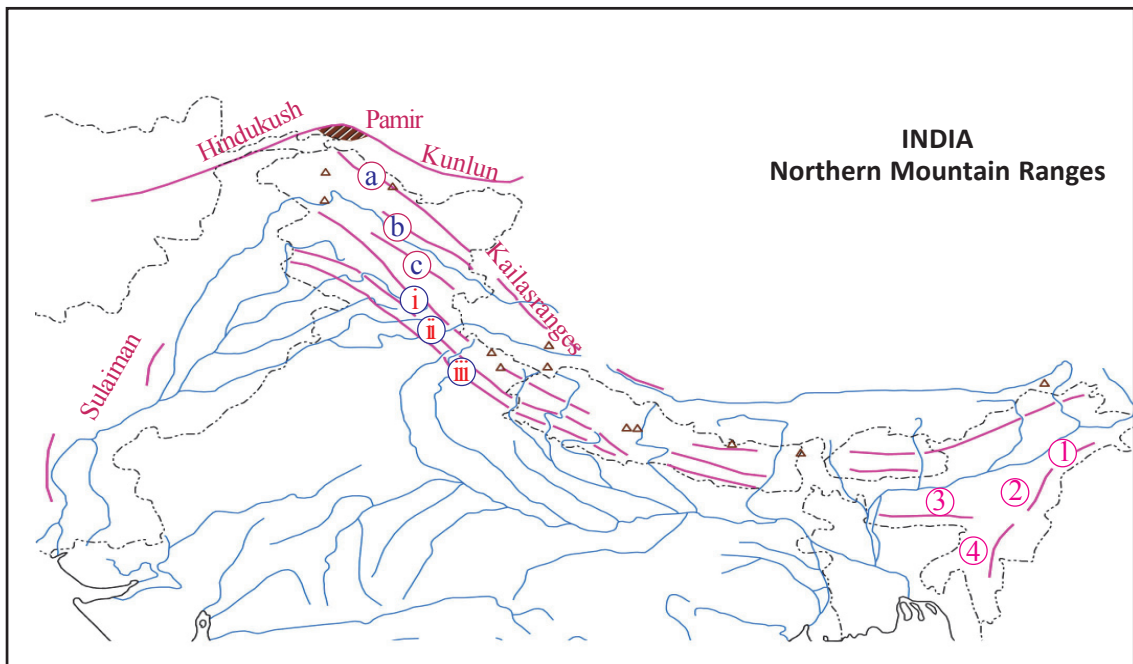 INDIA
Northern Mountain Ranges
Hindukush
Pamir
Kunlun
a
b
c
Kailasranges
i
ii
iii
Sulaiman
1
2
3
4